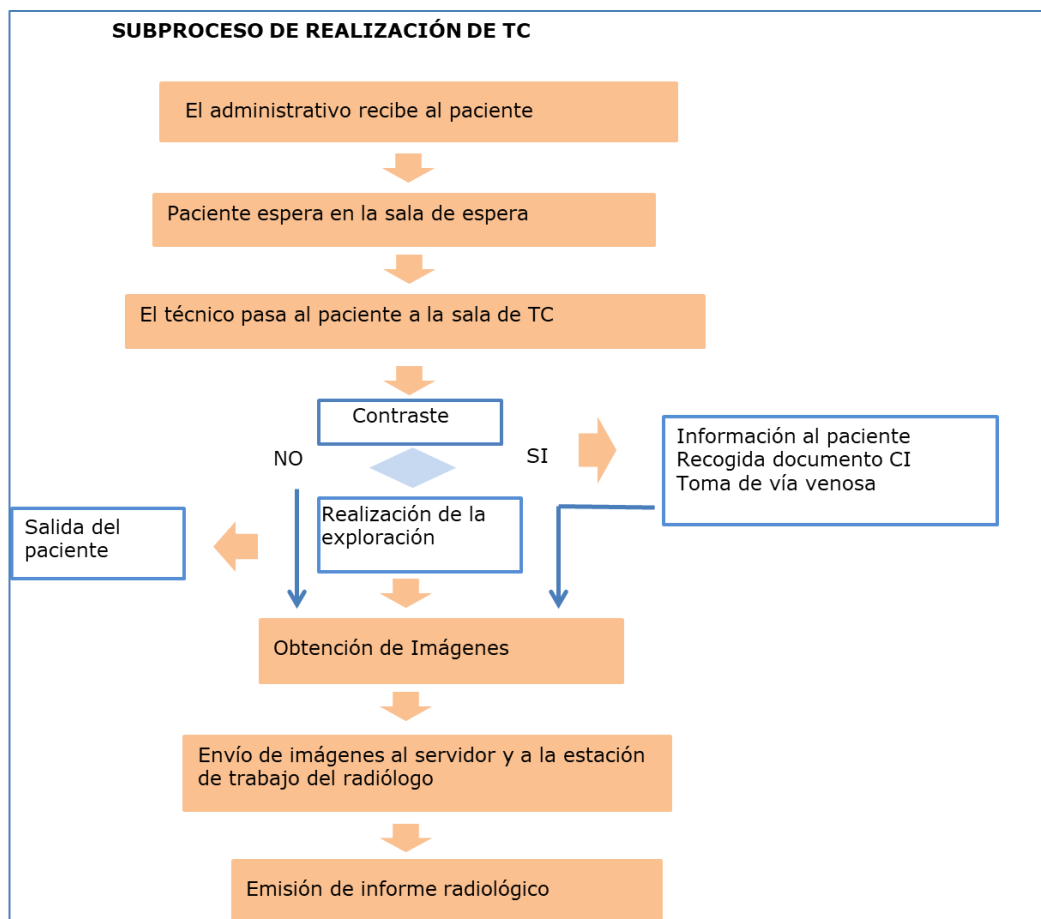 SUBPROCESO DE REALIZACIÓN DE TC
El administrativo recibe al paciente
Paciente espera en la sala de espera
El técnico pasa al paciente a la sala de TC
Contraste
NO
SI
Información al paciente
Recogida documento CI
Toma de vía venosa
Realización de la
exploración
Salida del
paciente
Obtención de Imágenes
Envío de imágenes al servidor y a la estación
de trabajo del radiólogo
Emisión de informe radiológico